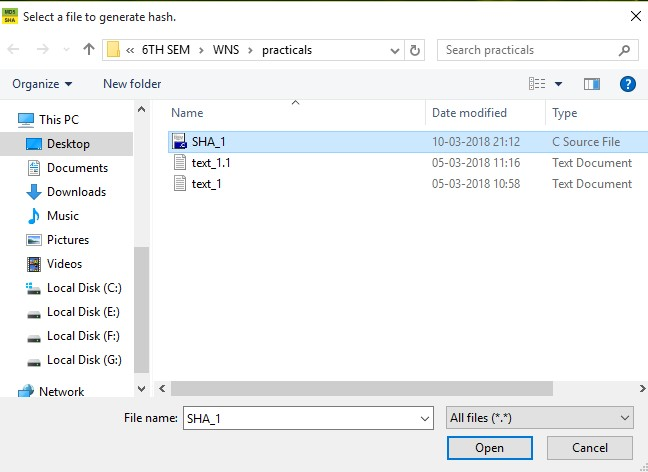 MD5
SHA
Select a file to generate hash.
« 6TH SEM > WNS > practicals
Search practicals
Organize
New folder
Name
Date modified
Type
This PC
Desktop
Documents
Downloads
Music
Pictures
Videos
Local Disk (C:)
Local Disk (E:)
Local Disk (F:)
Local Disk (G:)
Network
SHA_1 10-03-2018 21:12 C Source File
text_1.1 05-03-2018 11:16 Text Document
text_1 05-03-2018 10:58 Text Document
File name: SHA_1
All files (*.*)
Open
Cancel